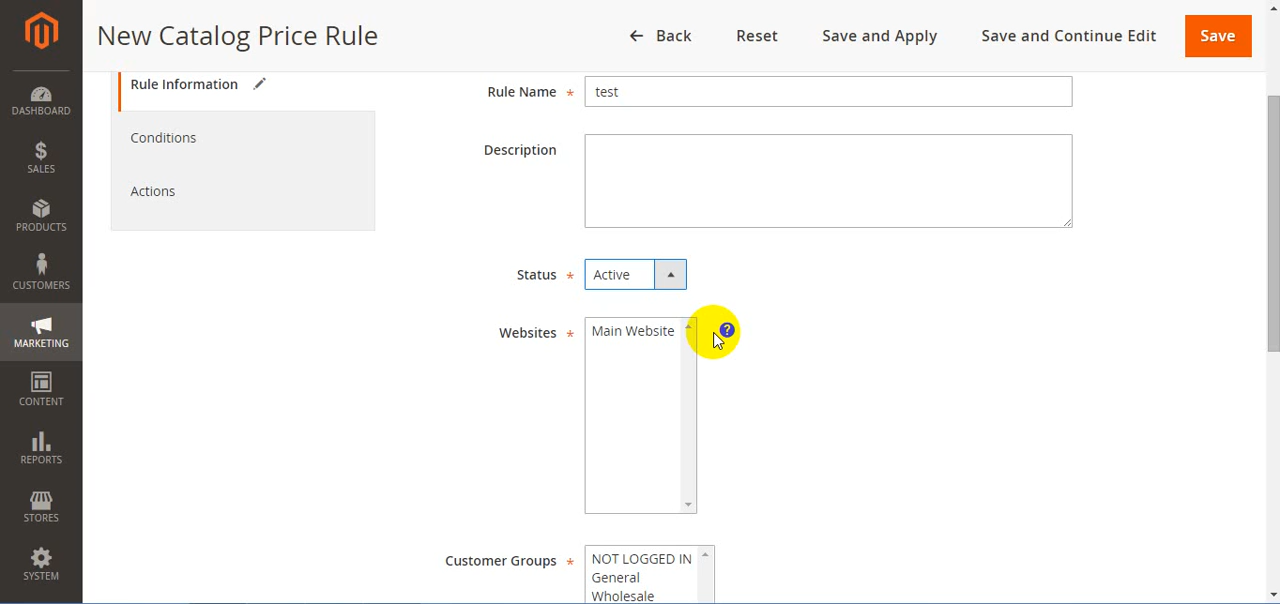 New Catalog Price Rule
← Back
Reset
Save and Apply
Save and Continue Edit
Save
DASHBOARD
SALES
PRODUCTS
CUSTOMERS
MARKETING
CONTENT
REPORTS
STORES
SYSTEM
Rule Information
Conditions
Actions
Rule Name * test
Description
Status * Active
Websites * Main Website ?
Customer Groups * NOT LOGGED IN
General
Wholesale